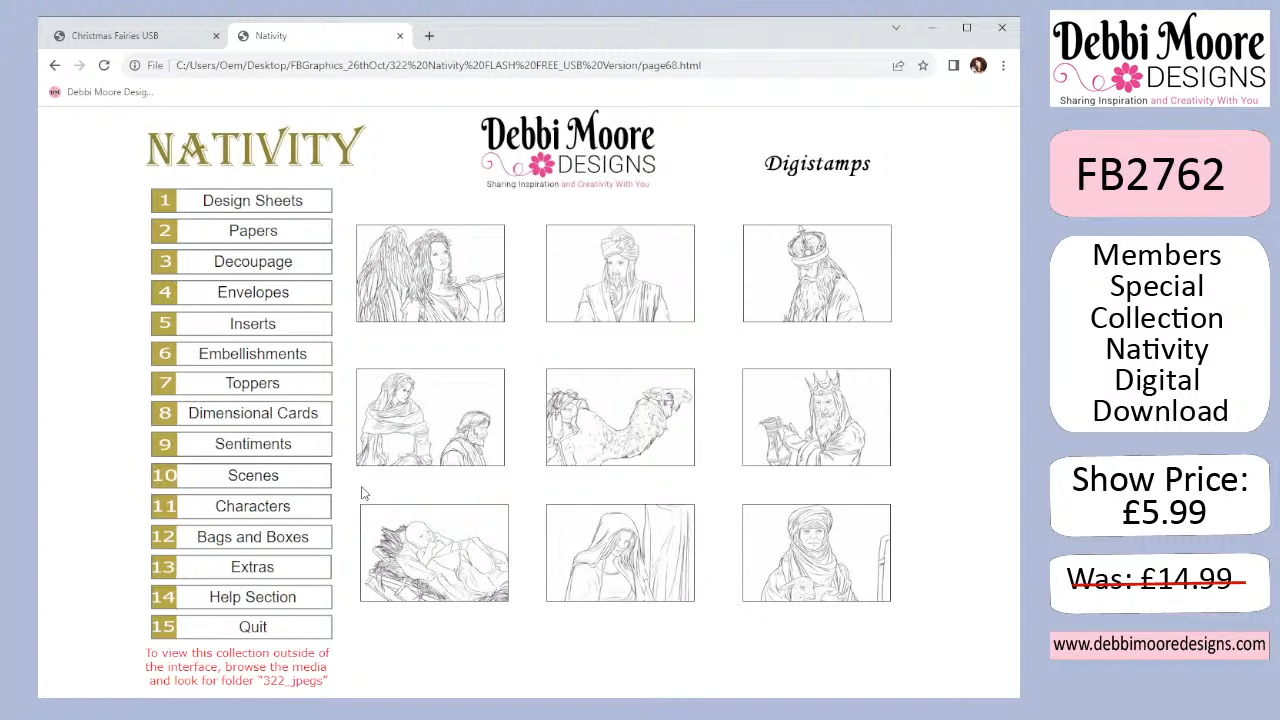 Christmas Fairies USB
Nativity
File
C:/Users/Oem/Desktop/FBGraphics_26thOct/322%20Nativity%20FLASH%20FREE_USB%20Version/page68.html
Debbi Moore Desig...
NATIVITY
Debbi Moore
DESIGNS
Sharing Inspiration and Creativity With You
Digistamps
1 Design Sheets
2 Papers
3 Decoupage
4 Envelopes
5 Inserts
6 Embellishments
7 Toppers
8 Dimensional Cards
9 Sentiments
10 Scenes
11 Characters
12 Bags and Boxes
13 Extras
14 Help Section
15 Quit
To view this collection outside of
the interface, browse the media
and look for folder "322_jpegs"
Debbi Moore
DESIGNS
Sharing Inspiration and Creativity With You
FB2762
Members
Special
Collection
Nativity
Digital
Download
Show Price:
£5.99
Was: £14.99
www.debbimooredesigns.com